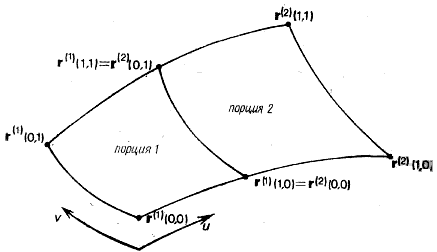 r⁽²⁾(1,1)
r⁽¹⁾(1,1)=r⁽²⁾(0,1)
порция 2
r⁽¹⁾(0,1)
порция 1
r⁽²⁾(1,0)
r⁽¹⁾(1,0)=r⁽²⁾(0,0)
r⁽¹⁾(0,0)
v
u